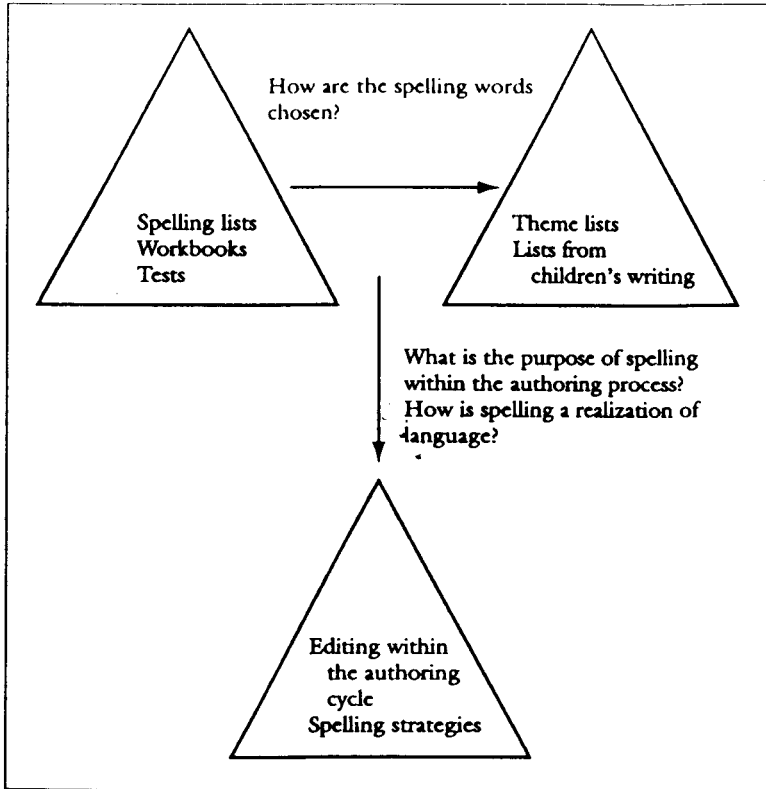 How are the spelling words
chosen?
Spelling lists
Workbooks
Tests
Theme lists
Lists from
children's writing
What is the purpose of spelling
within the authoring process?
How is spelling a realization of
language?
Editing within
the authoring
cycle
Spelling strategies